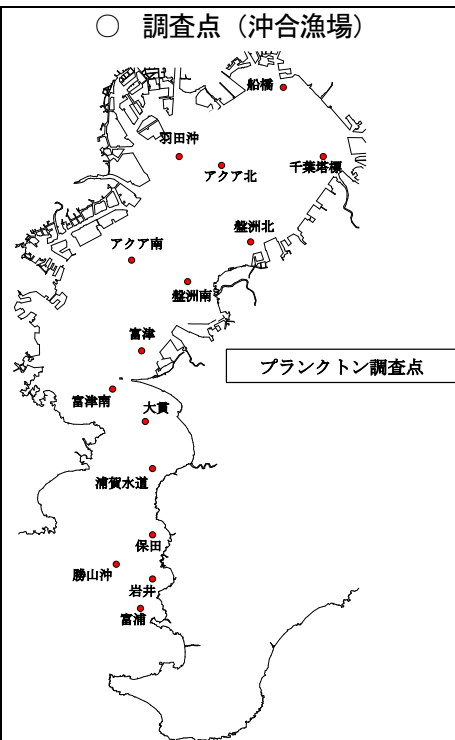 ○ 調査点（沖合漁場）
船橋
羽田沖
アクア北
千葉塔標
盤洲北
アクア南
盤洲南
富津
プランクトン調査点
富津南
大貫
浦賀水道
保田
勝山沖
岩井
富浦